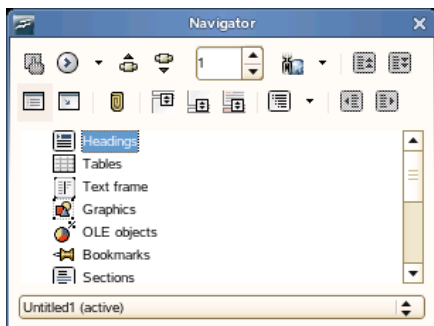 Navigator
1
Headings
Tables
Text frame
Graphics
OLE objects
Bookmarks
Sections
Untitled1 (active)